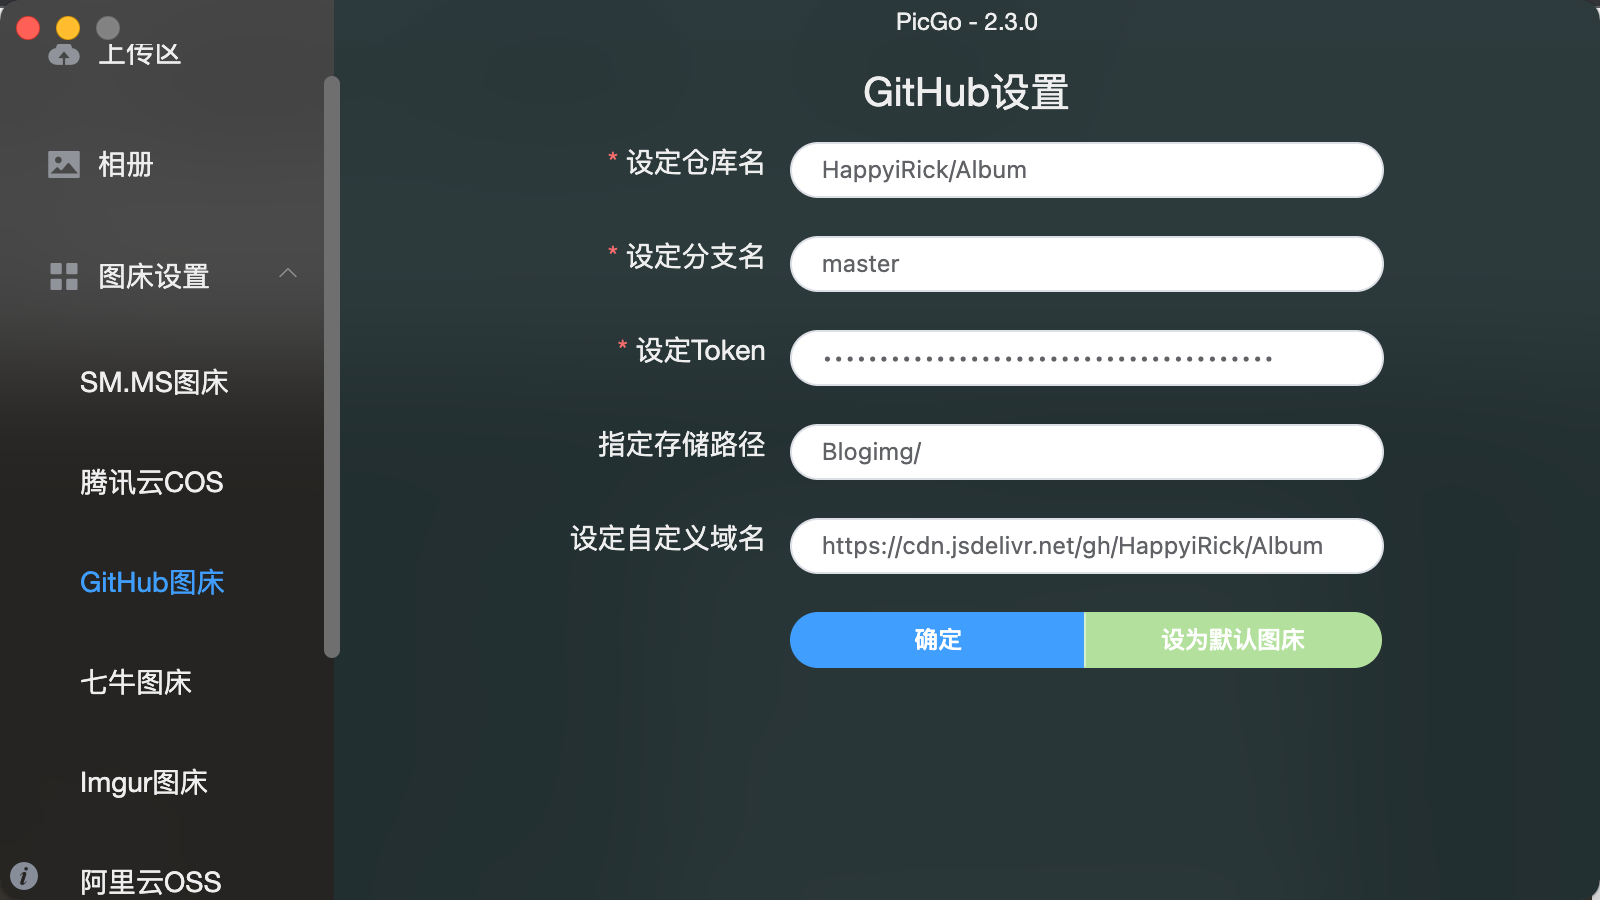 PicGo - 2.3.0
上传区
相册
图床设置
SM.MS图床
腾讯云COS
GitHub图床
七牛图床
Imgur图床
阿里云OSS
GitHub设置
* 设定仓库名
HappyiRick/Album
* 设定分支名
master
* 设定Token
指定存储路径
Blogimg/
设定自定义域名
https://cdn.jsdelivr.net/gh/HappyiRick/Album
确定
设为默认图床